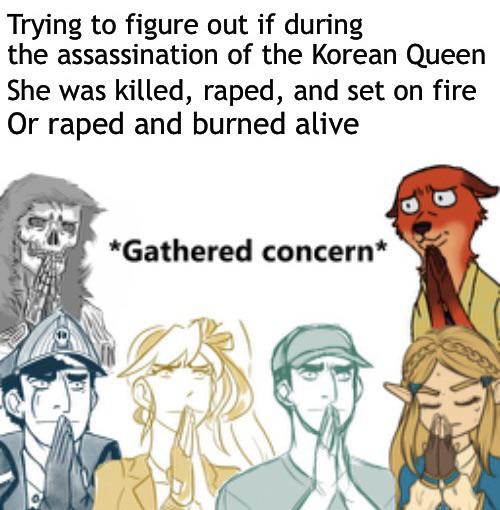 Trying to figure out if during
the assassination of the Korean Queen
She was killed, raped, and set on fire
Or raped and burned alive
*Gathered concern*